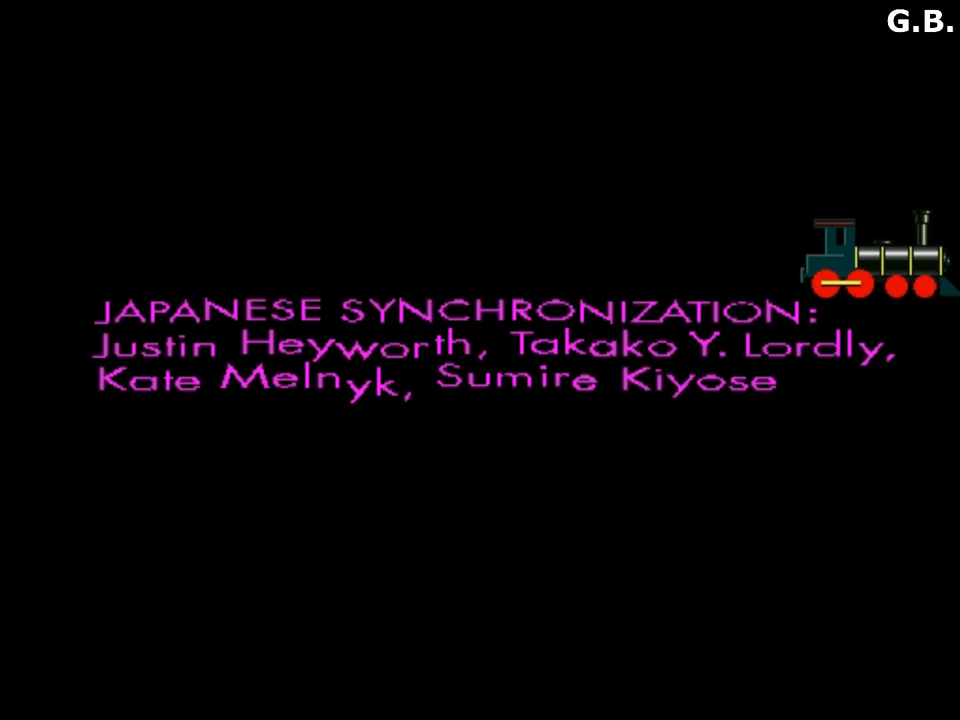 G.B.
JAPANESE SYNCHRONIZATION:
Justin Heyworth, Takako Y. Lordly,
Kate Melnyk, Sumire Kiyose